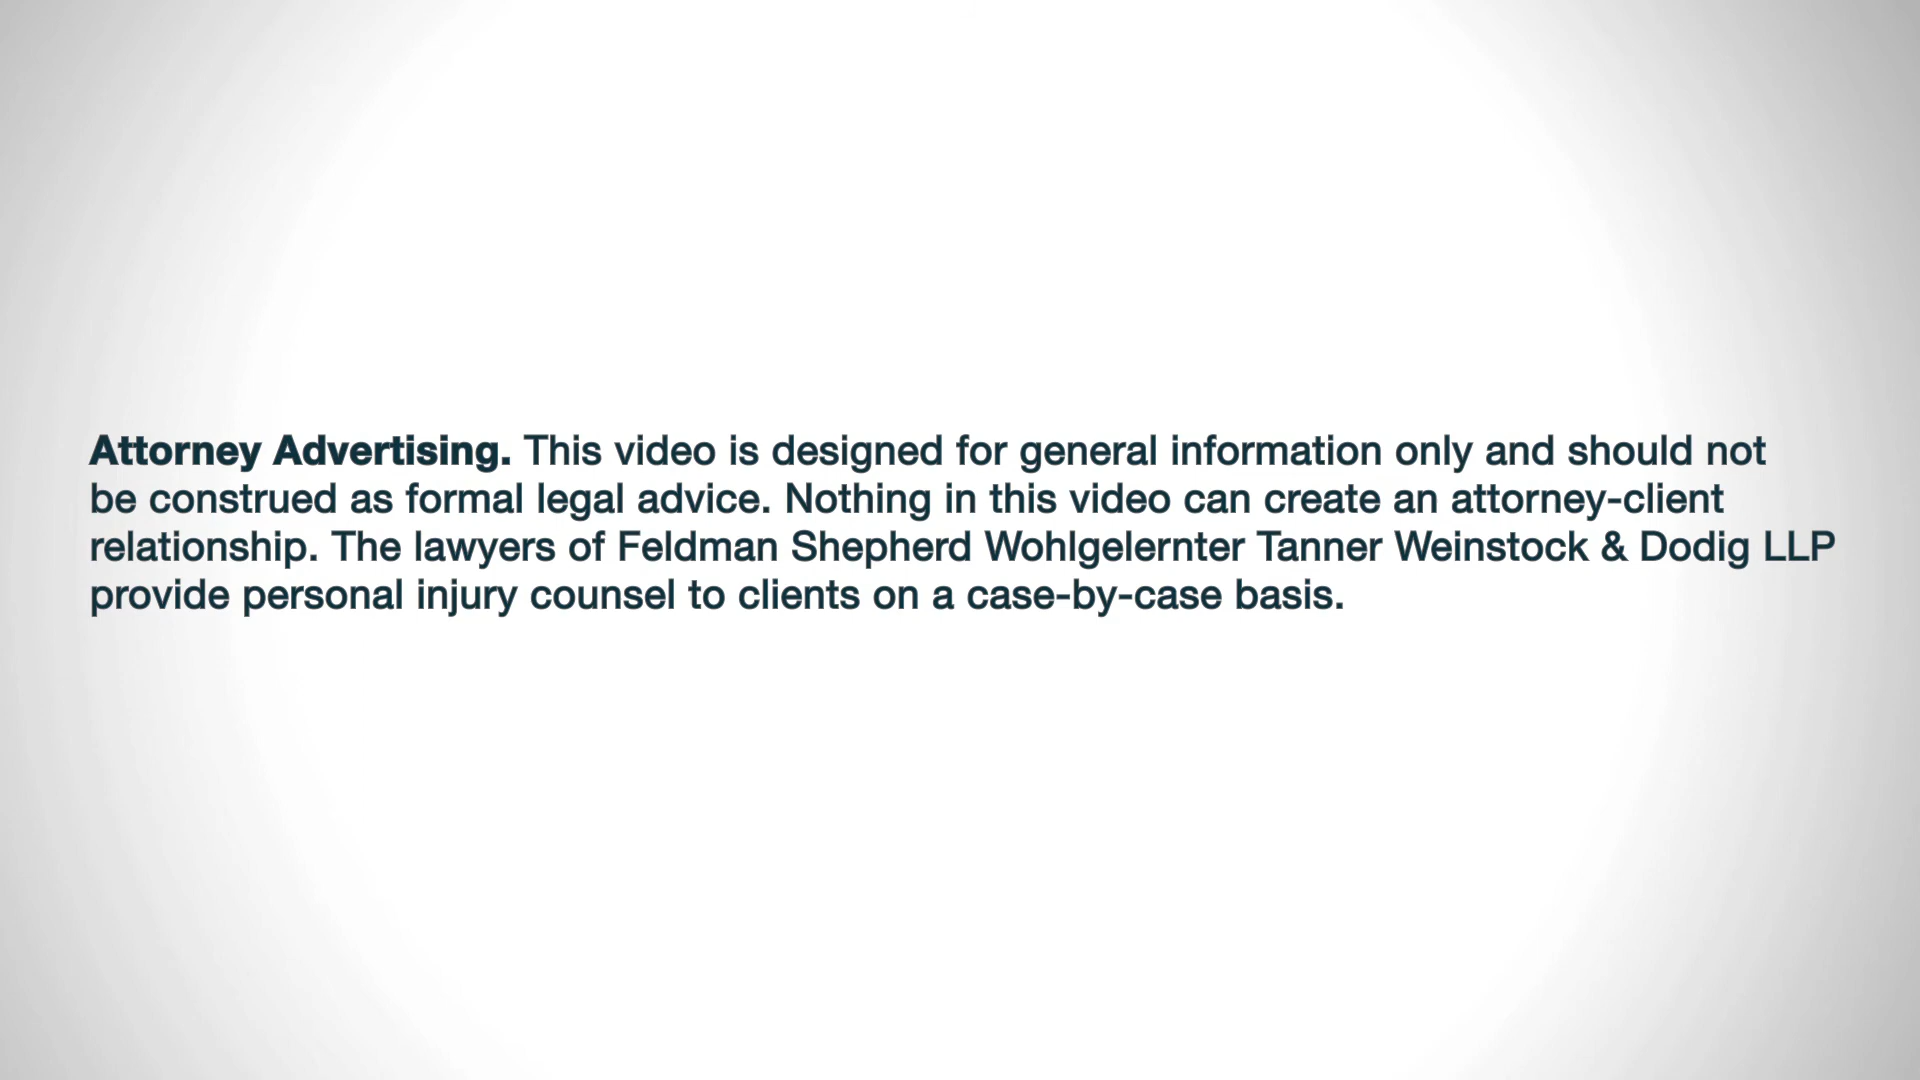 Attorney Advertising. This video is designed for general information only and should not
be construed as formal legal advice. Nothing in this video can create an attorney-client
relationship. The lawyers of Feldman Shepherd Wohlgelernter Tanner Weinstock & Dodig LLP
provide personal injury counsel to clients on a case-by-case basis.